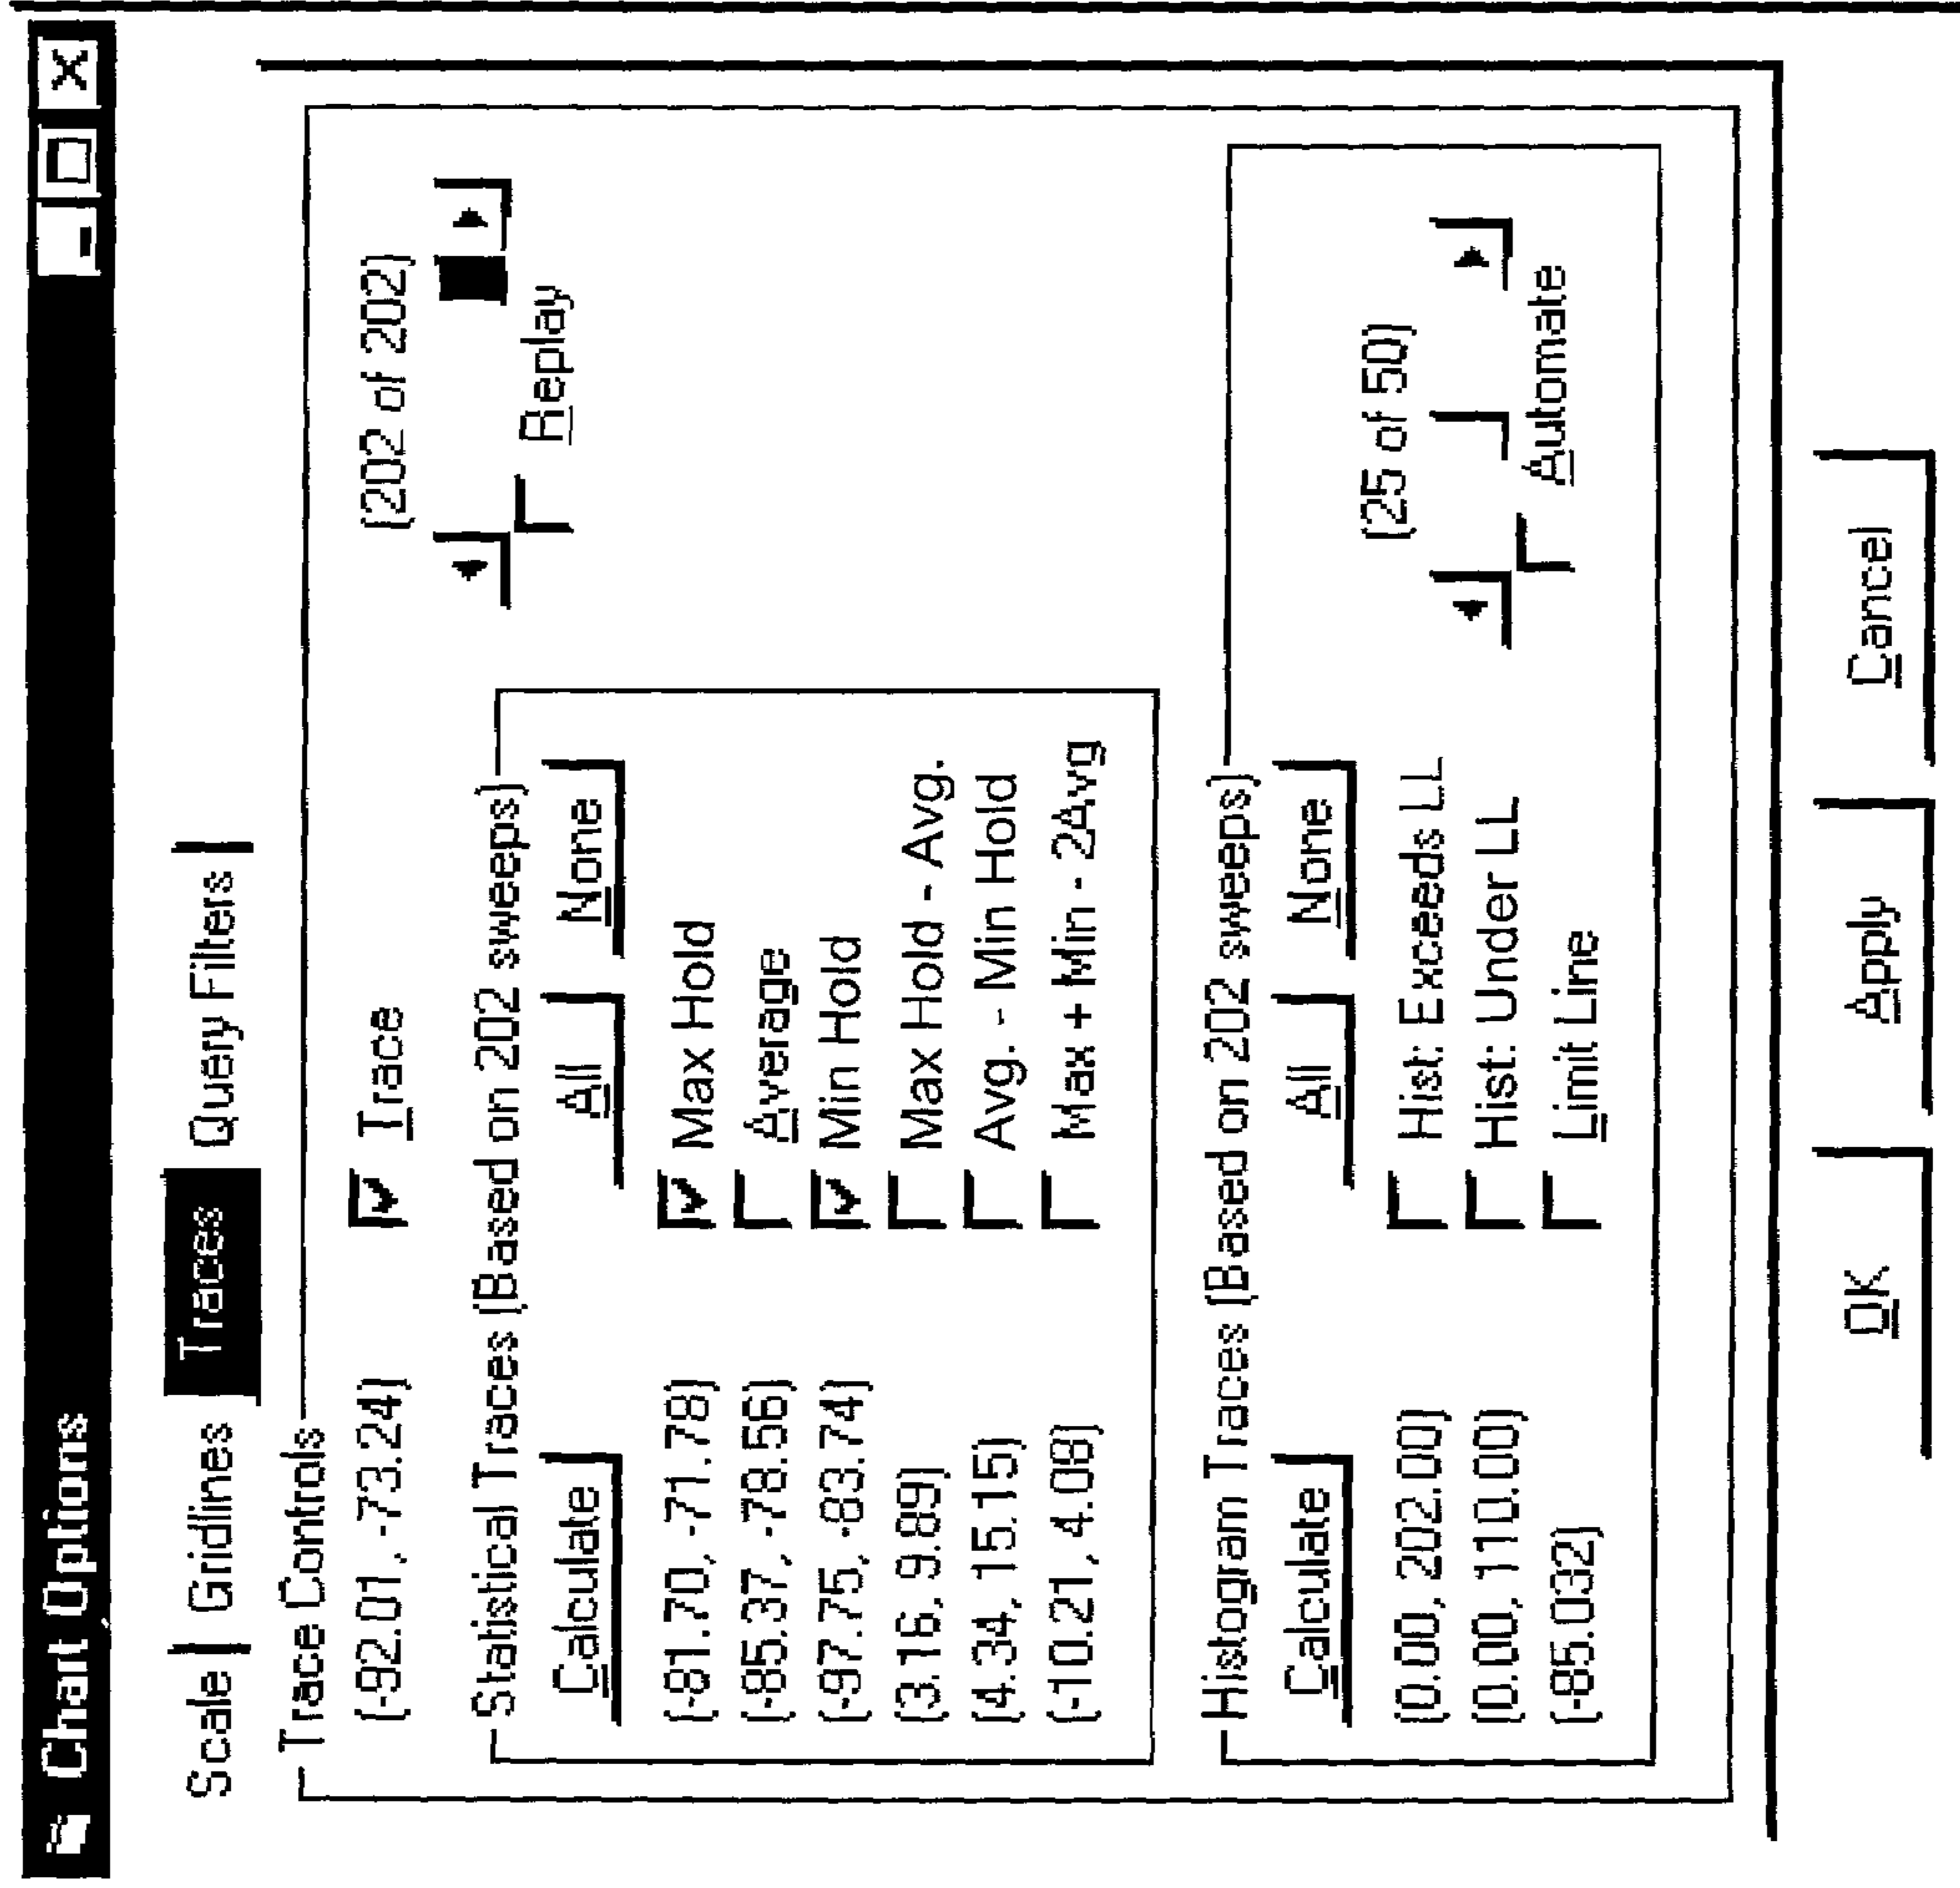 Chart Options
Scale | Gridlines Traces Query Filters |
Trace Controls
(-92.01, -73.24) Trace (202 of 202)
Replay
Statistical Traces (Based on 202 sweeps)
Calculate All None
(-81.70, -71.78) Max Hold
(-85.37, -78.56) Average
(-97.75, -83.74) Min Hold
(3.16, 9.89) Max Hold - Avg.
(4.34, 15.15) Avg. - Min Hold
(-10.21, 4.08) Max + Min - 2Avg
Histogram Traces (Based on 202 sweeps)
Calculate All None
(0.00, 202.00) Hist: Exceeds LL (25 of 50)
(0.00, 110.00) Hist: Under LL
(-85.032) Limit Line Automate
OK Apply Cancel